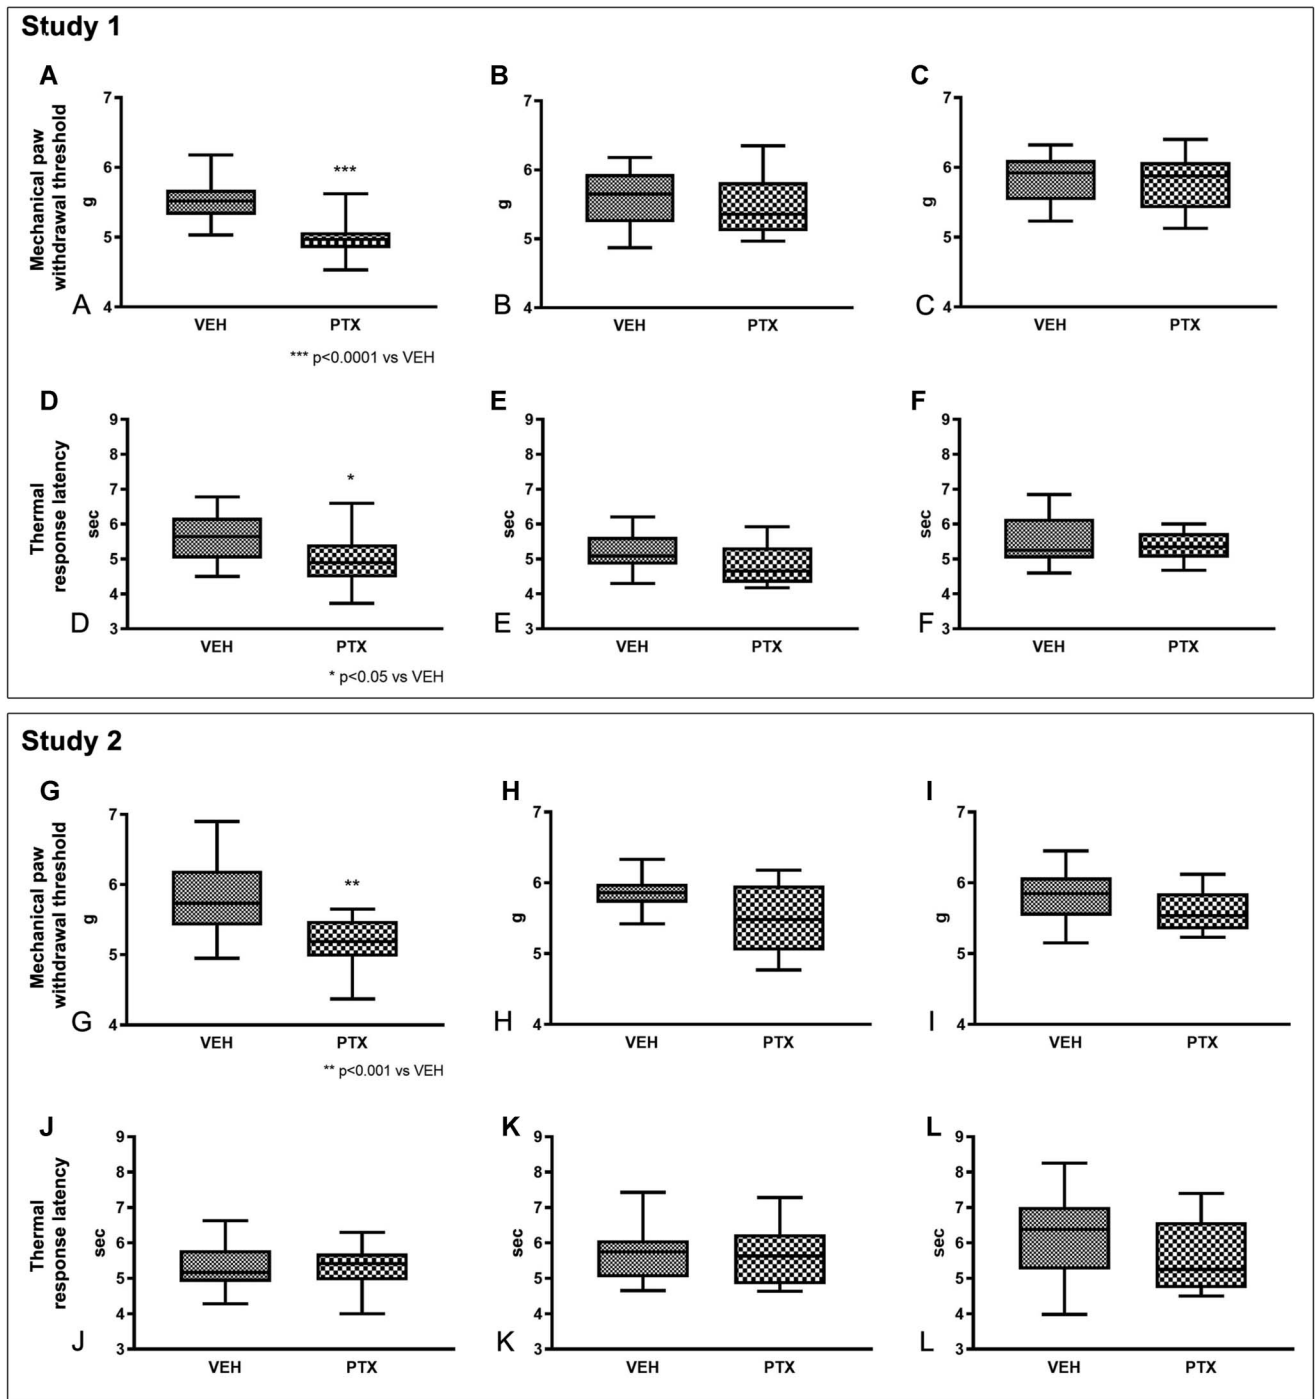 Study 1
A
B
C
Mechanical paw
withdrawal threshold
g
7
6
5
4
A
VEH
PTX
***
*** p<0.0001 vs VEH
g
7
6
5
4
B
VEH
PTX
g
7
6
5
4
C
VEH
PTX
D
E
F
Thermal
response latency
sec
9
8
7
6
5
4
3
D
VEH
PTX
*
* p<0.05 vs VEH
sec
9
8
7
6
5
4
3
E
VEH
PTX
sec
9
8
7
6
5
4
3
F
VEH
PTX
Study 2
G
H
I
Mechanical paw
withdrawal threshold
g
7
6
5
4
G
VEH
PTX
**
** p<0.001 vs VEH
g
7
6
5
4
H
VEH
PTX
g
7
6
5
4
I
VEH
PTX
J
K
L
Thermal
response latency
sec
9
8
7
6
5
4
3
J
VEH
PTX
sec
9
8
7
6
5
4
3
K
VEH
PTX
sec
9
8
7
6
5
4
3
L
VEH
PTX